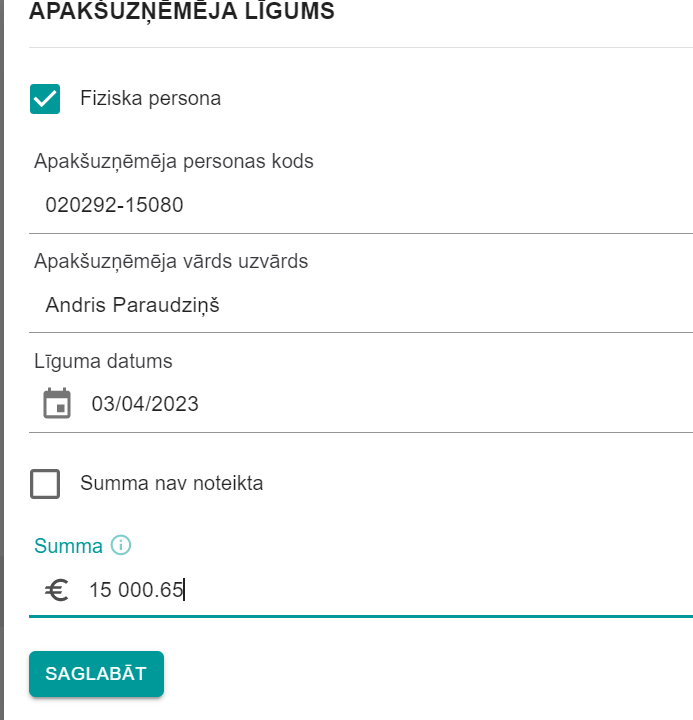 APAKŠUZŅĒMĒJA LĪGUMS
Fiziska persona
Apakšuzņēmēja personas kods
020292-15080
Apakšuzņēmēja vārds uzvārds
Andris Paraudziņš
Līguma datums
03/04/2023
Summa nav noteikta
Summa
€ 15 000.65
SAGLABĀT